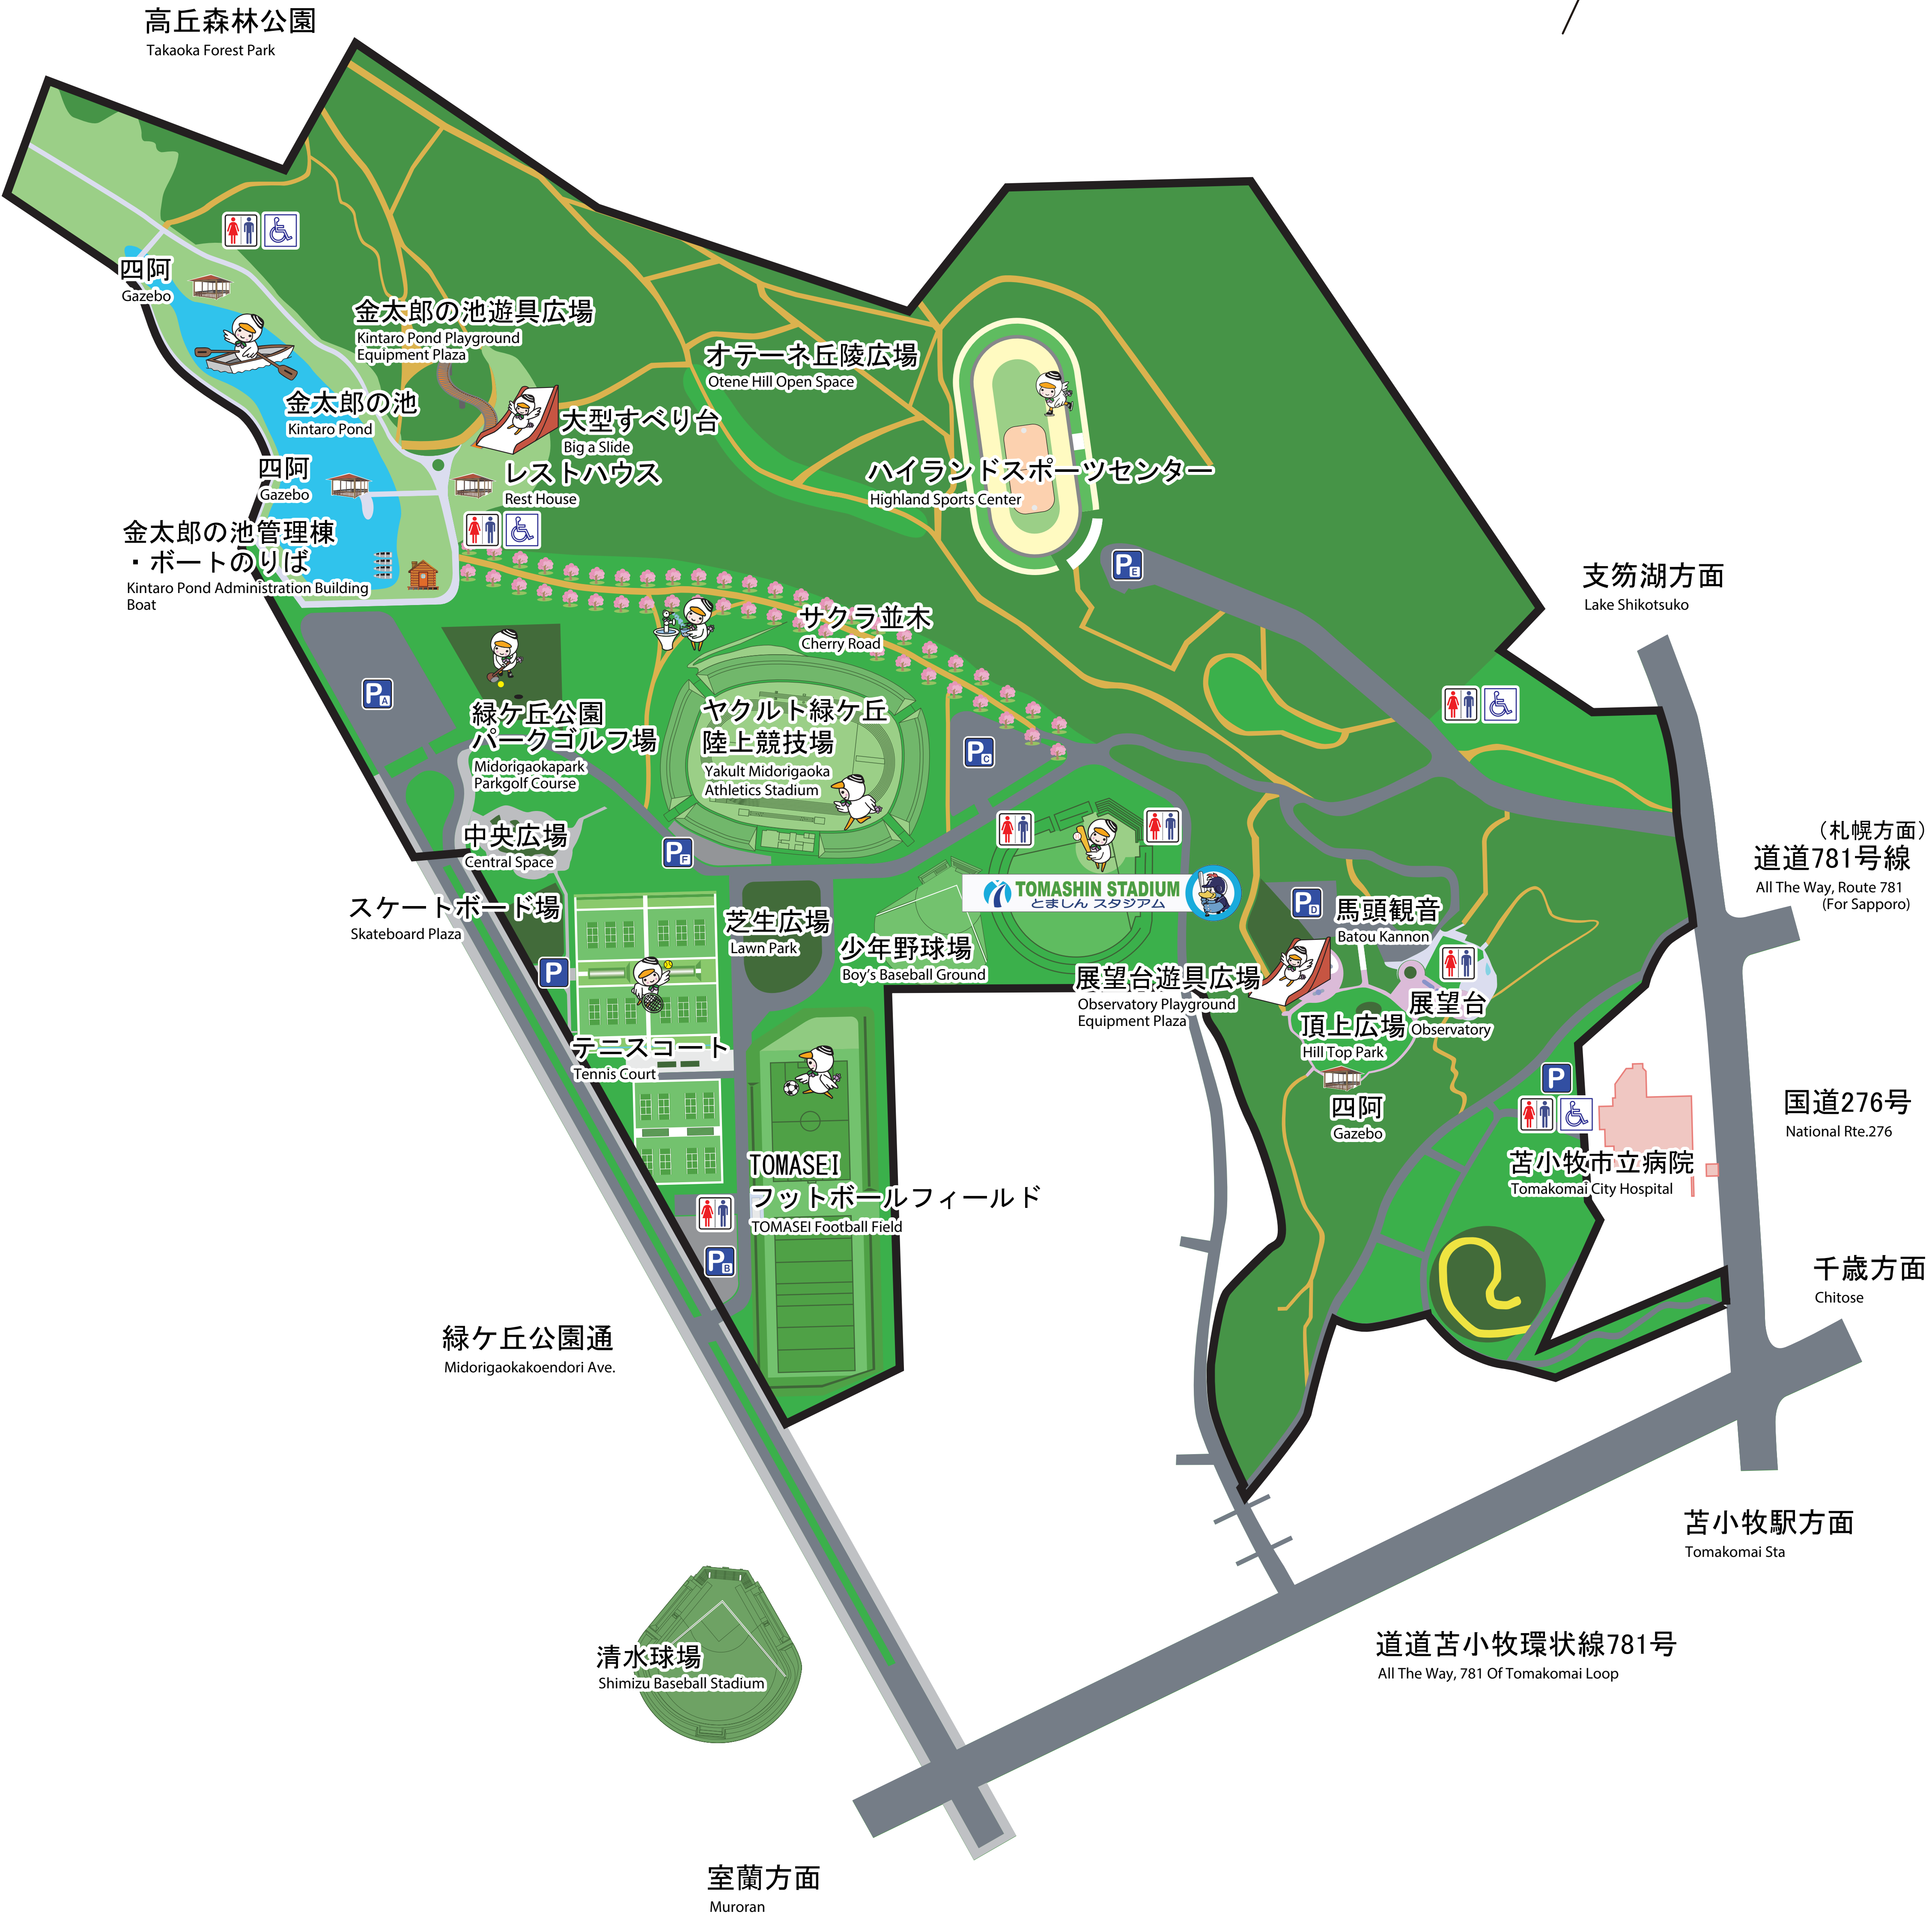 高丘森林公園
Takaoka Forest Park
四阿
Gazebo
金太郎の池遊具広場
Kintaro Pond Playground
Equipment Plaza
オテーネ丘陵広場
Otene Hill Open Space
金太郎の池
Kintaro Pond
大型すべり台
Big a Slide
四阿
Gazebo
レストハウス
Rest House
ハイランドスポーツセンター
Highland Sports Center
金太郎の池管理棟
・ボートのりば
Kintaro Pond Administration Building
Boat
P E
支笏湖方面
Lake Shikotsuko
サクラ並木
Cherry Road
P A
緑ケ丘公園
パークゴルフ場
Midorigaokapark
Parkgolf Course
ヤクルト緑ケ丘
陸上競技場
Yakult Midorigaoka
Athletics Stadium
P C
中央広場
Central Space
P F
（札幌方面）
道道781号線
All The Way, Route 781
(For Sapporo)
TOMASHIN STADIUM
とましん スタジアム
スケートボード場
Skateboard Plaza
芝生広場
Lawn Park
P D
馬頭観音
Batou Kannon
少年野球場
Boy's Baseball Ground
P
展望台遊具広場
Observatory Playground
Equipment Plaza
展望台
Observatory
頂上広場
Hill Top Park
テニスコート
Tennis Court
P
四阿
Gazebo
国道276号
National Rte.276
苫小牧市立病院
Tomakomai City Hospital
TOMASEI
フットボールフィールド
TOMASEI Football Field
P B
千歳方面
Chitose
緑ケ丘公園通
Midorigaokakoendori Ave.
苫小牧駅方面
Tomakomai Sta
道道苫小牧環状線781号
All The Way, 781 Of Tomakomai Loop
清水球場
Shimizu Baseball Stadium
室蘭方面
Muroran